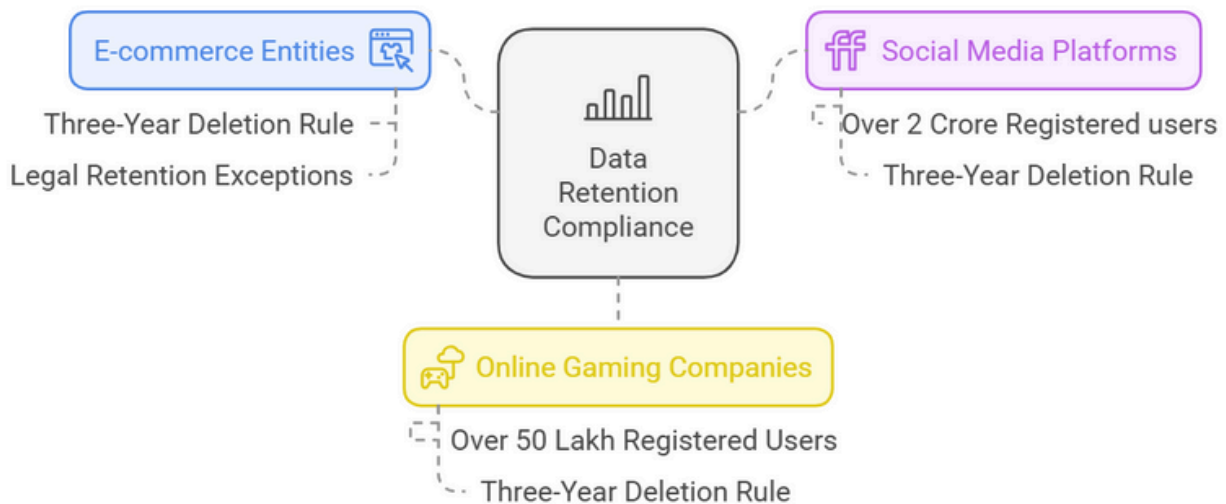 E-commerce Entities
Three-Year Deletion Rule
Legal Retention Exceptions
Data
Retention
Compliance
Social Media Platforms
Over 2 Crore Registered users
Three-Year Deletion Rule
Online Gaming Companies
Over 50 Lakh Registered Users
Three-Year Deletion Rule